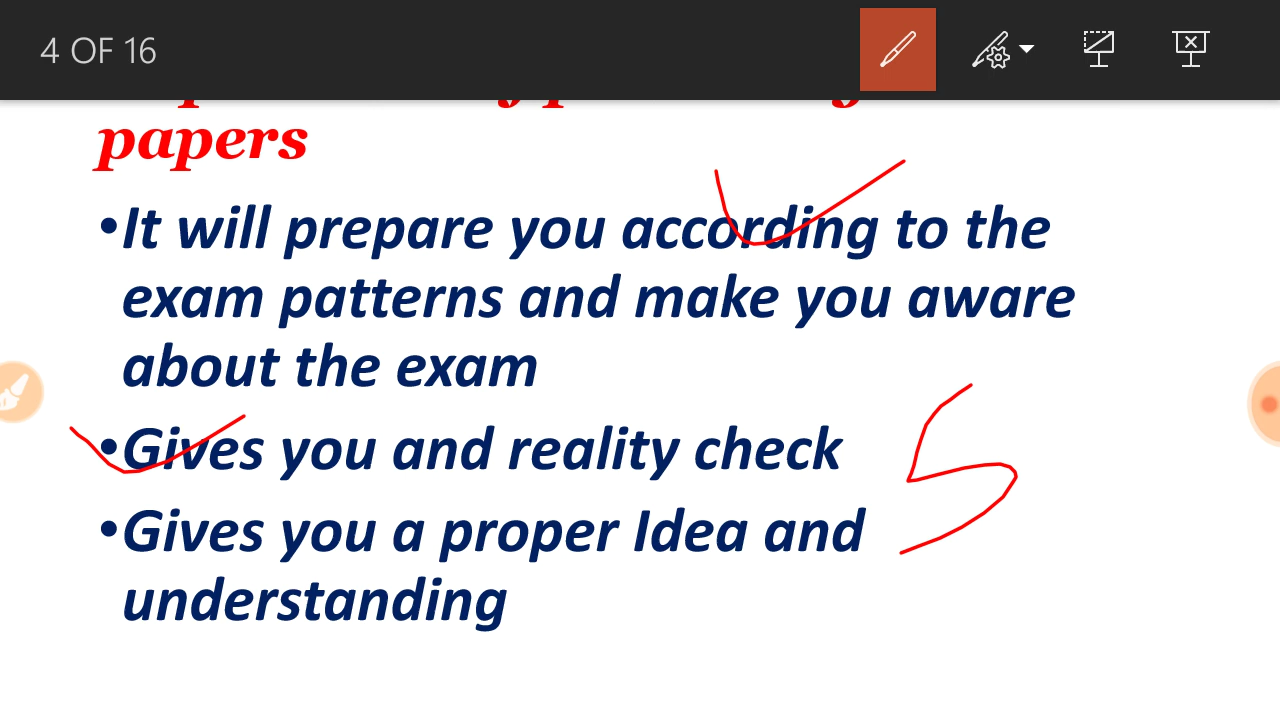 4 OF 16
papers
•It will prepare you according to the
exam patterns and make you aware
about the exam
•Gives you and reality check
•Gives you a proper Idea and
understanding
5